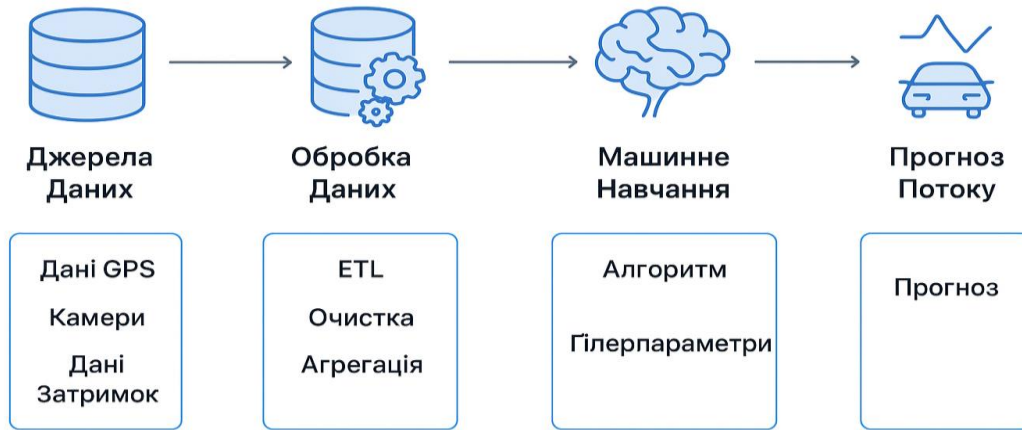 Джерела
Даних
Обробка
Даних
Машинне
Навчання
Прогноз
Потоку
Дані GPS
Камери
Дані
Затримок
ETL
Очистка
Агрегація
Алгоритм
Ґілерпараметри
Прогноз